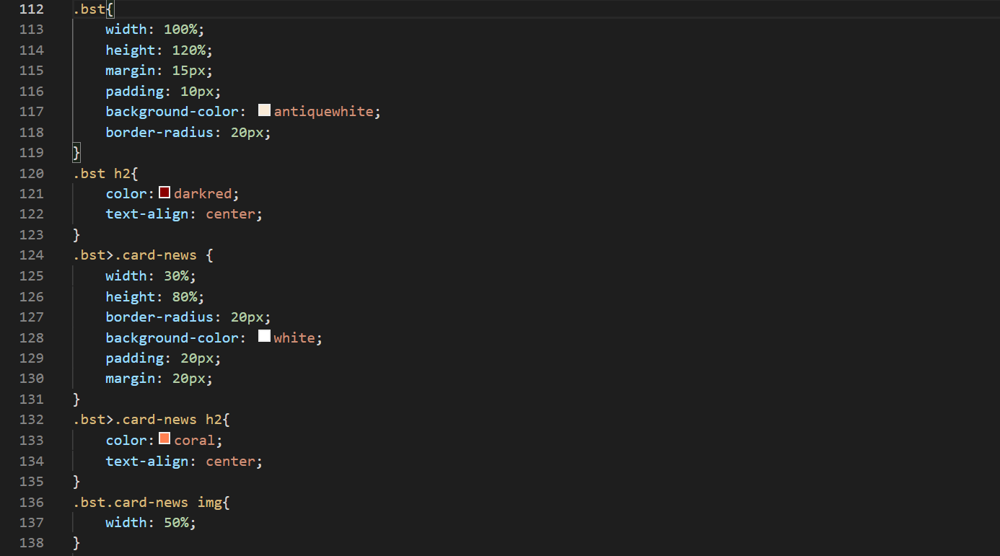 112 .bst{
113 width: 100%;
114 height: 120%;
115 margin: 15px;
116 padding: 10px;
117 background-color: antiquewhite;
118 border-radius: 20px;
119 }
120 .bst h2{
121 color: darkred;
122 text-align: center;
123 }
124 .bst>.card-news {
125 width: 30%;
126 height: 80%;
127 border-radius: 20px;
128 background-color: white;
129 padding: 20px;
130 margin: 20px;
131 }
132 .bst>.card-news h2{
133 color: coral;
134 text-align: center;
135 }
136 .bst.card-news img{
137 width: 50%;
138 }